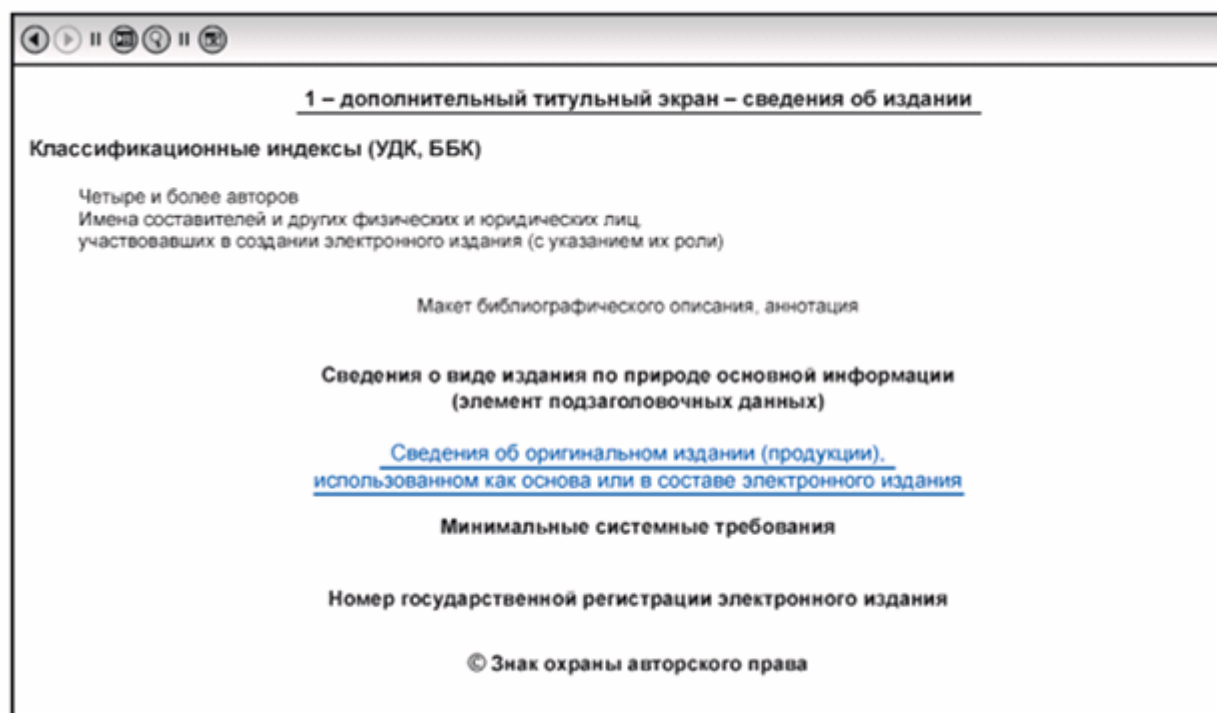 1 – дополнительный титульный экран – сведения об издании
Классификационные индексы (УДК, ББК)
Четыре и более авторов
Имена составителей и других физических и юридических лиц,
участвовавших в создании электронного издания (с указанием их роли)
Макет библиографического описания, аннотация
Сведения о виде издания по природе основной информации
(элемент подзаголовочных данных)
Сведения об оригинальном издании (продукции),
использованном как основа или в составе электронного издания
Минимальные системные требования
Номер государственной регистрации электронного издания
© Знак охраны авторского права